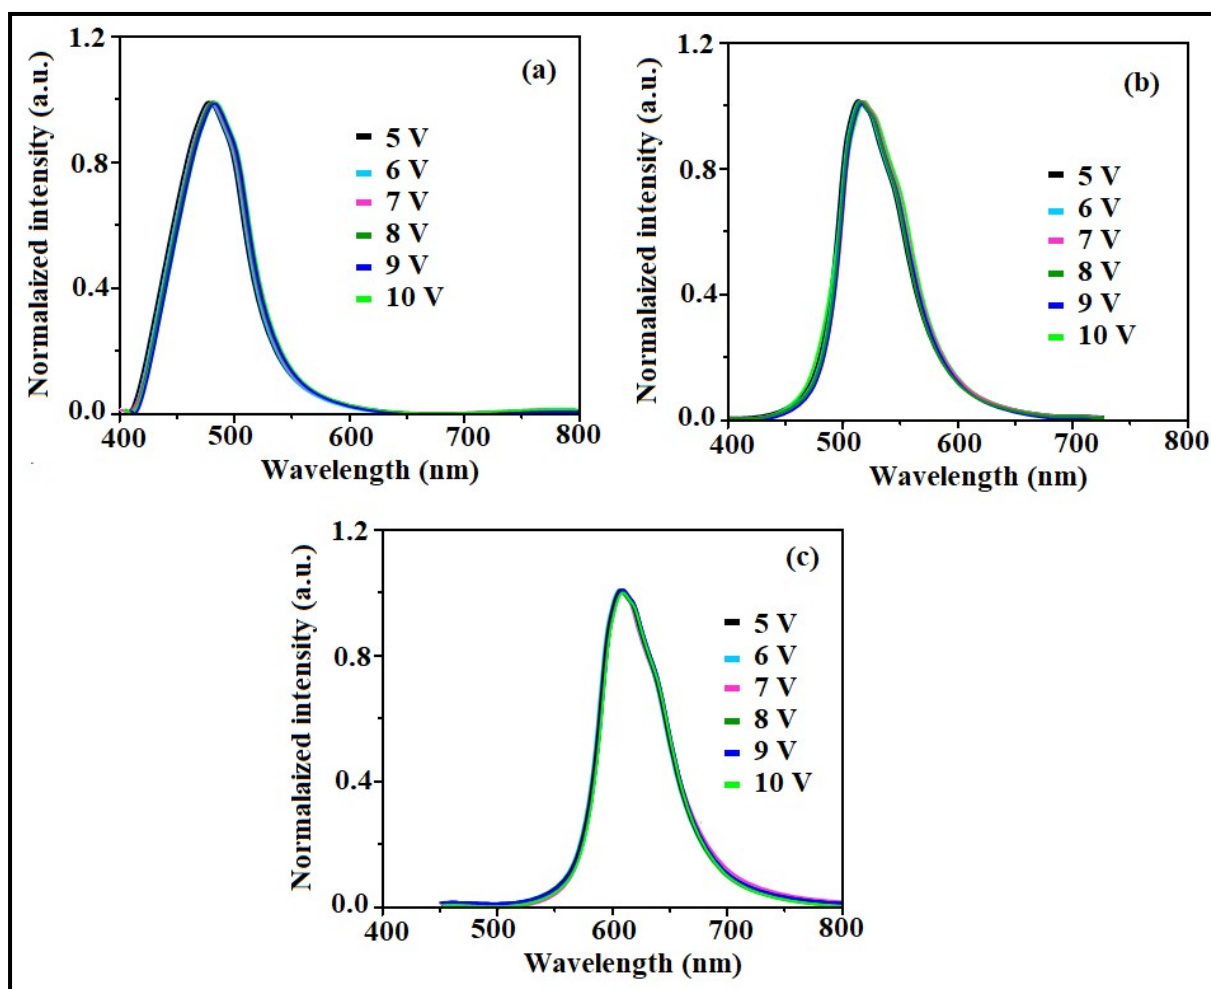 1.2
(a)
Normalaized intensity (a.u.)
0.8
0.4
0.0
5 V
6 V
7 V
8 V
9 V
10 V
400 500 600 700 800
Wavelength (nm)
1.2
(b)
Normalaized intensity (a.u.)
0.8
0.4
0.0
5 V
6 V
7 V
8 V
9 V
10 V
400 500 600 700 800
Wavelength (nm)
1.2
(c)
Normalaized intensity (a.u.)
0.8
0.4
0.0
5 V
6 V
7 V
8 V
9 V
10 V
400 500 600 700 800
Wavelength (nm)